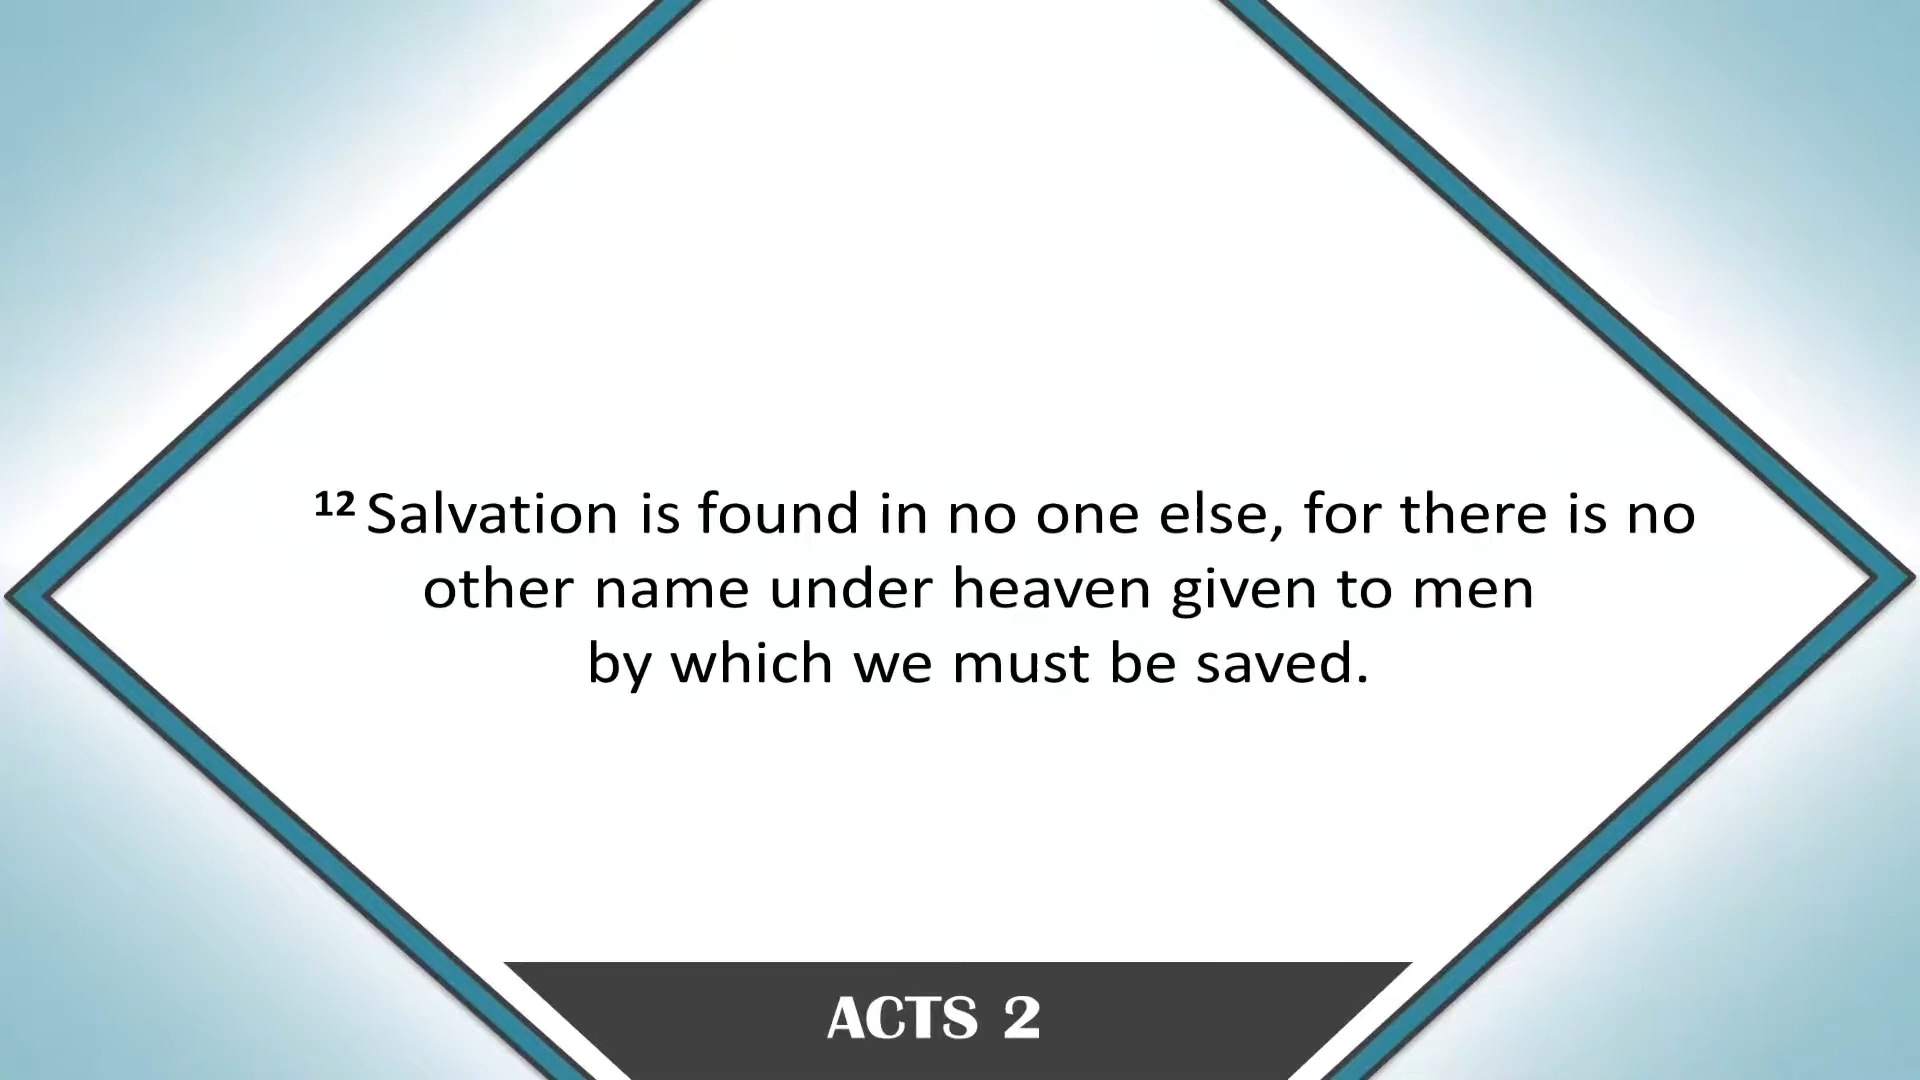 12 Salvation is found in no one else, for there is no
other name under heaven given to men
by which we must be saved.
ACTS 2